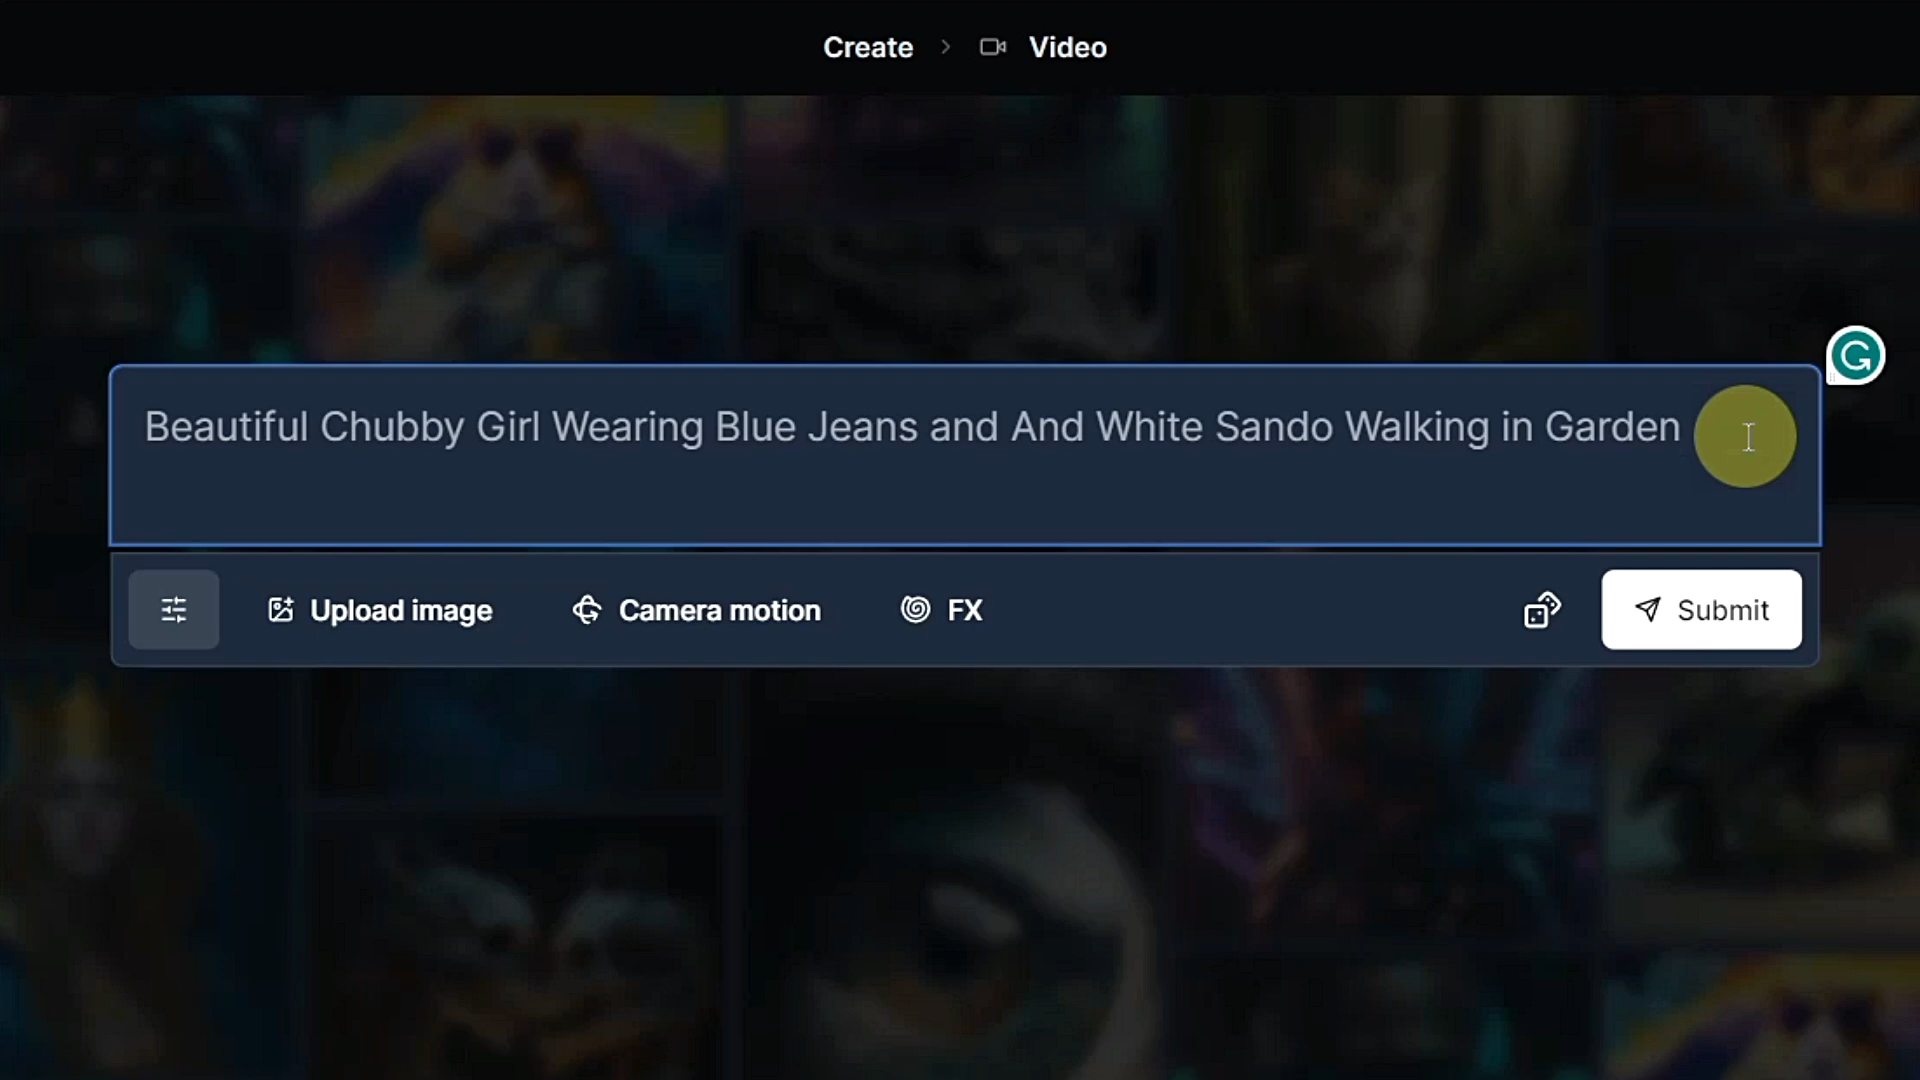 Create > Video
Beautiful Chubby Girl Wearing Blue Jeans and And White Sando Walking in Garden
Upload image Camera motion FX Submit